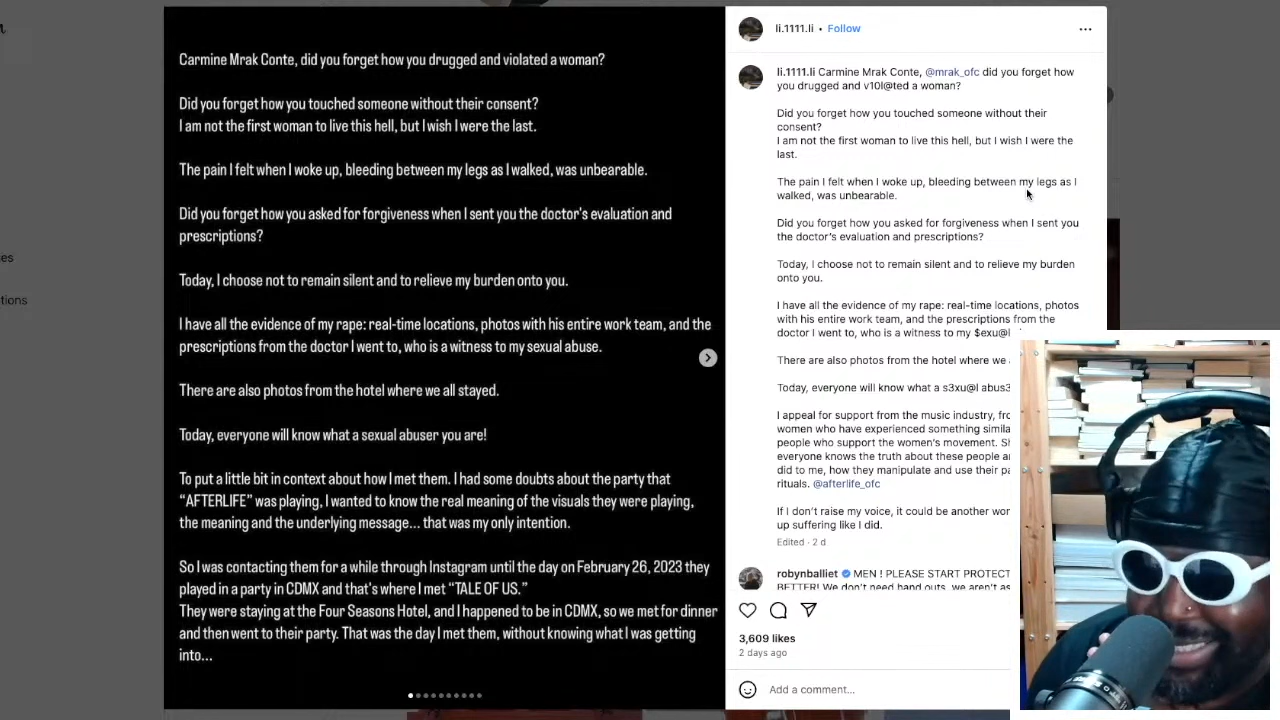 Carmine Mrak Conte, did you forget how you drugged and violated a woman?
Did you forget how you touched someone without their consent?
I am not the first woman to live this hell, but I wish I were the last.
The pain I felt when I woke up, bleeding between my legs as I walked, was unbearable.
Did you forget how you asked for forgiveness when I sent you the doctor's evaluation and
prescriptions?
Today, I choose not to remain silent and to relieve my burden onto you.
I have all the evidence of my rape: real-time locations, photos with his entire work team, and the
prescriptions from the doctor I went to, who is a witness to my sexual abuse.
There are also photos from the hotel where we all stayed.
Today, everyone will know what a sexual abuser you are!
To put a little bit in context about how I met them. I had some doubts about the party that
“AFTERLIFE” was playing, I wanted to know the real meaning of the visuals they were playing,
the meaning and the underlying message... that was my only intention.
So I was contacting them for a while through Instagram until the day on February 26, 2023 they
played in a party in CDMX and that's where I met “TALE OF US.”
They were staying at the Four Seasons Hotel, and I happened to be in CDMX, so we met for dinner
and then went to their party. That was the day I met them, without knowing what I was getting
into...
li.1111.li • Follow
li.1111.li Carmine Mrak Conte, @mrak_ofc did you forget how
you drugged and v10l@ted a woman?
Did you forget how you touched someone without their
consent?
I am not the first woman to live this hell, but I wish I were the
last.
The pain I felt when I woke up, bleeding between my legs as I
walked, was unbearable.
Did you forget how you asked for forgiveness when I sent you
the doctor’s evaluation and prescriptions?
Today, I choose not to remain silent and to relieve my burden
onto you.
I have all the evidence of my rape: real-time locations, photos
with his entire work team, and the prescriptions from the
doctor I went to, who is a witness to my $exu@l
There are also photos from the hotel where we
Today, everyone will know what a s3xu@l abus3
I appeal for support from the music industry,
women who have experienced something
people who support the women’s movement.
everyone knows the truth about these people
did to me, how they manipulate and use their
rituals. @afterlife_ofc
If I don’t raise my voice, it could be another
up suffering like I did.
Edited · 2 d
robynballiet MEN ! PLEASE START PROTECT
BETTER! We don't need hand outs, we aren't
3,609 likes
2 days ago
Add a comment...